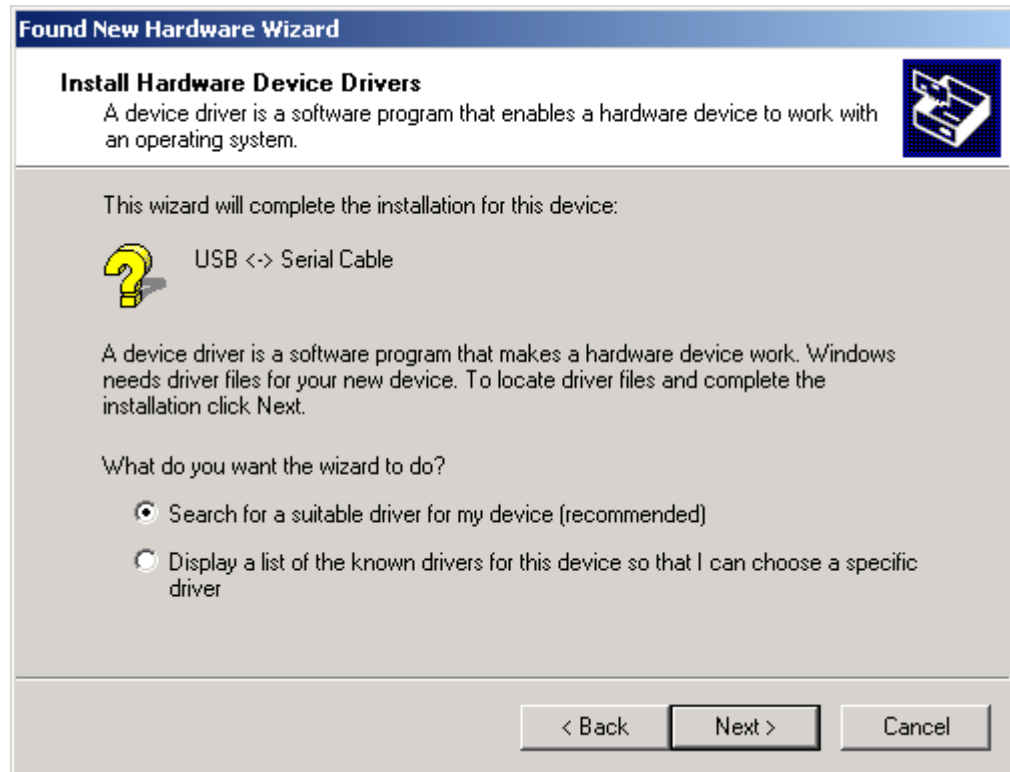 Found New Hardware Wizard
Install Hardware Device Drivers
A device driver is a software program that enables a hardware device to work with
an operating system.
This wizard will complete the installation for this device:
USB <-> Serial Cable
A device driver is a software program that makes a hardware device work. Windows
needs driver files for your new device. To locate driver files and complete the
installation click Next.
What do you want the wizard to do?
Search for a suitable driver for my device (recommended)
Display a list of the known drivers for this device so that I can choose a specific
driver
< Back
Next >
Cancel